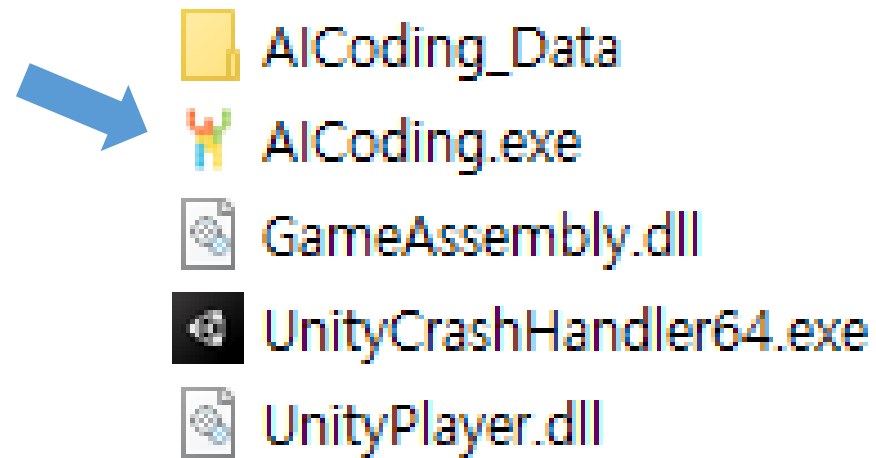 AICoding_Data
AICoding.exe
GameAssembly.dll
UnityCrashHandler64.exe
UnityPlayer.dll